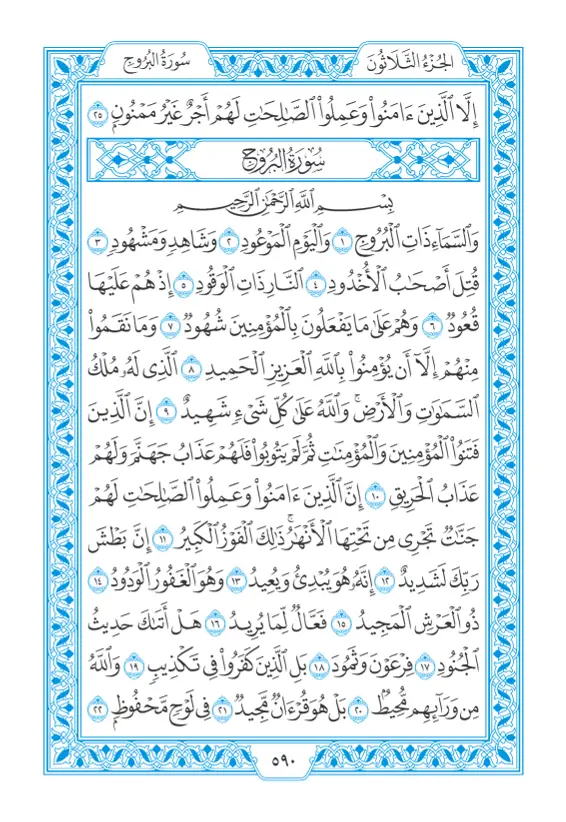 الجُزْءُ الثَّلَاثُونَ
سُورَةُ البُرُوجِ
إِلَّا ٱلَّذِينَ ءَامَنُوا۟ وَعَمِلُوا۟ ٱلصَّٰلِحَٰتِ لَهُمْ أَجْرٌ غَيْرُ مَمْنُونٍۭ ٢٥
سُورَةُ البُرُوجِ
بِسْمِ ٱللَّهِ ٱلرَّحْمَٰنِ ٱلرَّحِيمِ
وَٱلسَّمَآءِ ذَاتِ ٱلْبُرُوجِ ١ وَٱلْيَوْمِ ٱلْمَوْعُودِ ٢ وَشَاهِدٍ وَمَشْهُودٍ ٣
قُتِلَ أَصْحَٰبُ ٱلْأُخْدُودِ ٤ ٱلنَّارِ ذَاتِ ٱلْوَقُودِ ٥ إِذْ هُمْ عَلَيْهَا
قُعُودٌ ٦ وَهُمْ عَلَىٰ مَا يَفْعَلُونَ بِٱلْمُؤْمِنِينَ شُهُودٌ ٧ وَمَا نَقَمُوا۟
مِنْهُمْ إِلَّآ أَن يُؤْمِنُوا۟ بِٱللَّهِ ٱلْعَزِيزِ ٱلْحَمِيدِ ٨ ٱلَّذِى لَهُۥ مُلْكُ
ٱلسَّمَٰوَٰتِ وَٱلْأَرْضِ ۚ وَٱللَّهُ عَلَىٰ كُلِّ شَىْءٍ شَهِيدٌ ٩ إِنَّ ٱلَّذِينَ
فَتَنُوا۟ ٱلْمُؤْمِنِينَ وَٱلْمُؤْمِنَٰتِ ثُمَّ لَمْ يَتُوبُوا۟ فَلَهُمْ عَذَابُ جَهَنَّمَ وَلَهُمْ
عَذَابُ ٱلْحَرِيقِ ١٠ إِنَّ ٱلَّذِينَ ءَامَنُوا۟ وَعَمِلُوا۟ ٱلصَّٰلِحَٰتِ لَهُمْ
جَنَّٰتٌ تَجْرِى مِن تَحْتِهَا ٱلْأَنْهَٰرُ ۚ ذَٰلِكَ ٱلْفَوْزُ ٱلْكَبِيرُ ١١ إِنَّ بَطْشَ
رَبِّكَ لَشَدِيدٌ ١٢ إِنَّهُۥ هُوَ يُبْدِئُ وَيُعِيدُ ١٣ وَهُوَ ٱلْغَفُورُ ٱلْوَدُودُ ١٤
ذُو ٱلْعَرْشِ ٱلْمَجِيدُ ١٥ فَعَّالٌ لِّمَا يُرِيدُ ١٦ هَلْ أَتَىٰكَ حَدِيثُ
ٱلْجُنُودِ ١٧ فِرْعَوْنَ وَثَمُودَ ١٨ بَلِ ٱلَّذِينَ كَفَرُوا۟ فِى تَكْذِيبٍ ١٩ وَٱللَّهُ
مِن وَرَآئِهِم مُّحِيطٌۢ ٢٠ بَلْ هُوَ قُرْءَانٌ مَّجِيدٌ ٢١ فِى لَوْحٍ مَّحْفُوظٍۭ ٢٢
٥٩٠